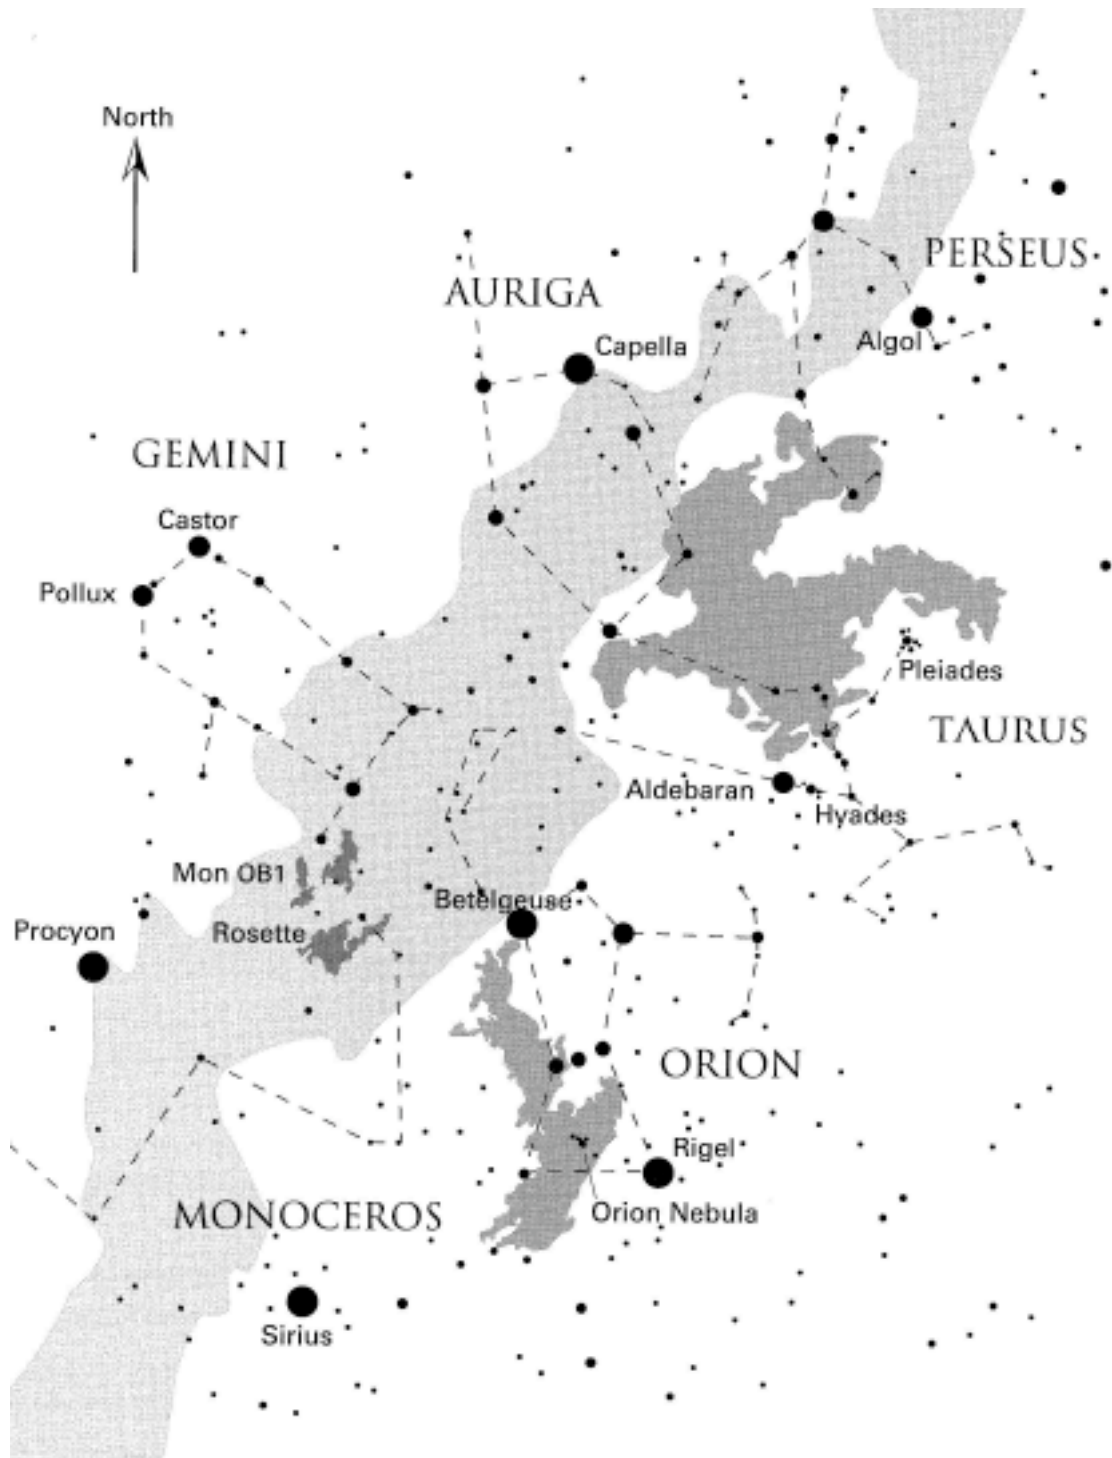 North
PERSEUS
AURIGA
Capella
Algol
GEMINI
Castor
Pollux
Pleiades
TAURUS
Aldebaran
Hyades
Mon OB1
Betelgeuse
Procyon
Rosette
ORION
Rigel
MONOCEROS
Orion Nebula
Sirius